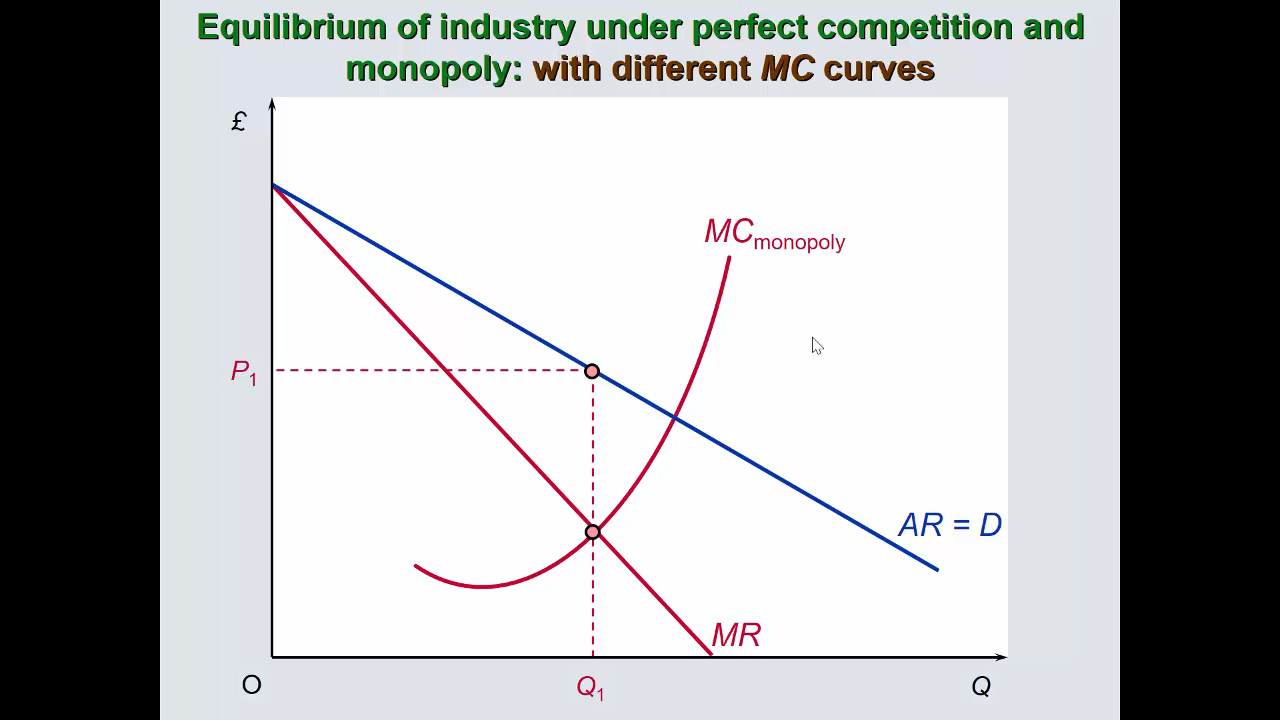 Equilibrium of industry under perfect competition and
monopoly: with different MC curves
£
MCmonopoly
P1
AR = D
MR
O
Q1
Q